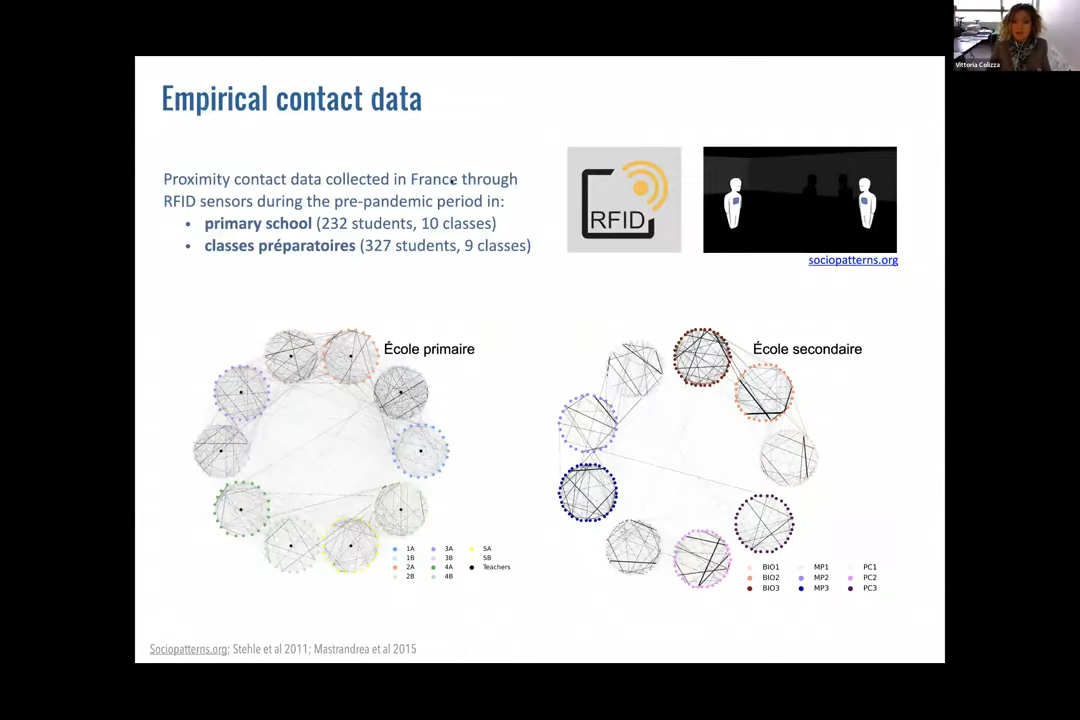 Vittoria Colizza
Empirical contact data
Proximity contact data collected in France through
RFID sensors during the pre-pandemic period in:
• primary school (232 students, 10 classes)
• classes préparatoires (327 students, 9 classes)
RFID
sociopatterns.org
École primaire
École secondaire
1A 3A 5A
1B 3B 5B
2A 4A Teachers
2B 4B
BIO1 MP1 PC1
BIO2 MP2 PC2
BIO3 MP3 PC3
Sociopatterns.org; Stehle et al 2011; Mastrandrea et al 2015